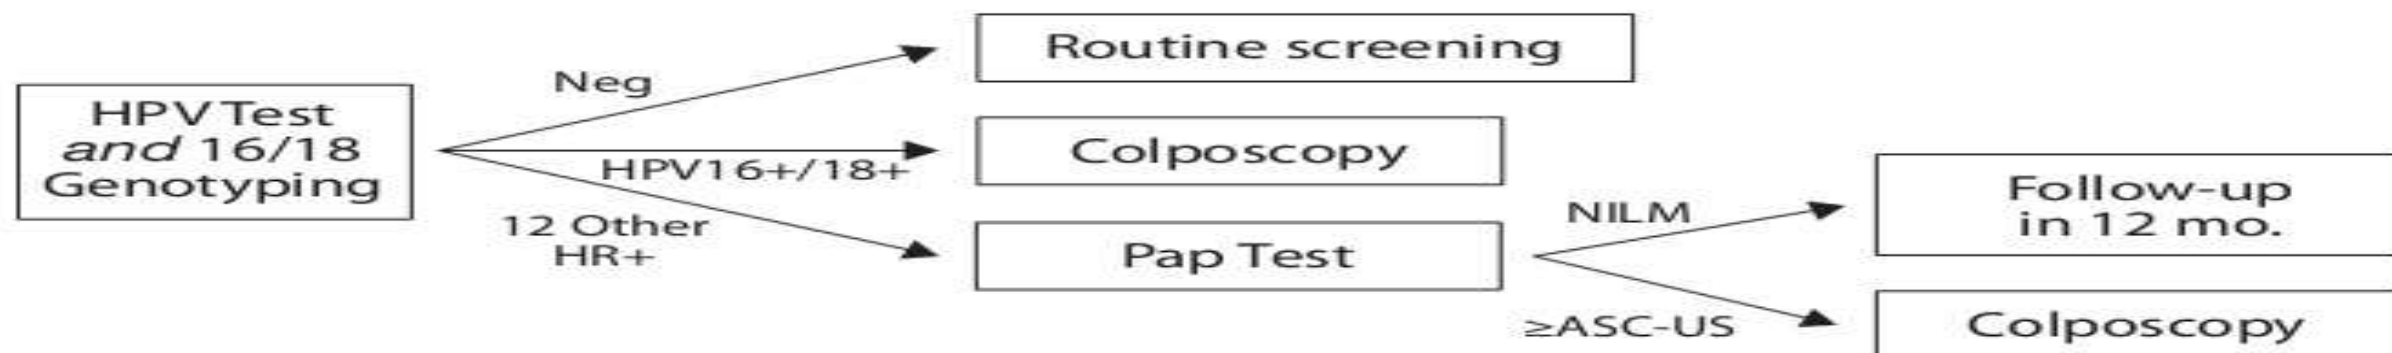 HPV Test
and 16/18
Genotyping
Neg
HPV16+/18+
12 Other
HR+
Routine screening
Colposcopy
Pap Test
NILM
≥ASC-US
Follow-up
in 12 mo.
Colposcopy